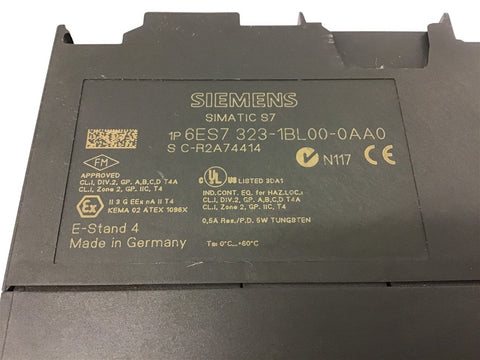 SIEMENS
SIMATIC S7
1P 6ES7 323-1BL00-0AA0
S C-R2A74414
N117
FM
APPROVED
CL.I, DIV.2, GP. A,B,C,D T4A
CL.I, Zone 2, GP. IIC, T4
II 3 G EEx nA II T4
KEMA 02 ATEX 1096X
E-Stand 4
Made in Germany
C UL US LISTED 3DA1
IND.CONT. EQ. for HAZ.LOC.
CL.I, DIV.2, GP. A,B,C,D T4A
CL.I, Zone 2, GP. IIC, T4
0,5A Res./P.D. 5W TUNGSTEN
Ta: 0°C...+60°C